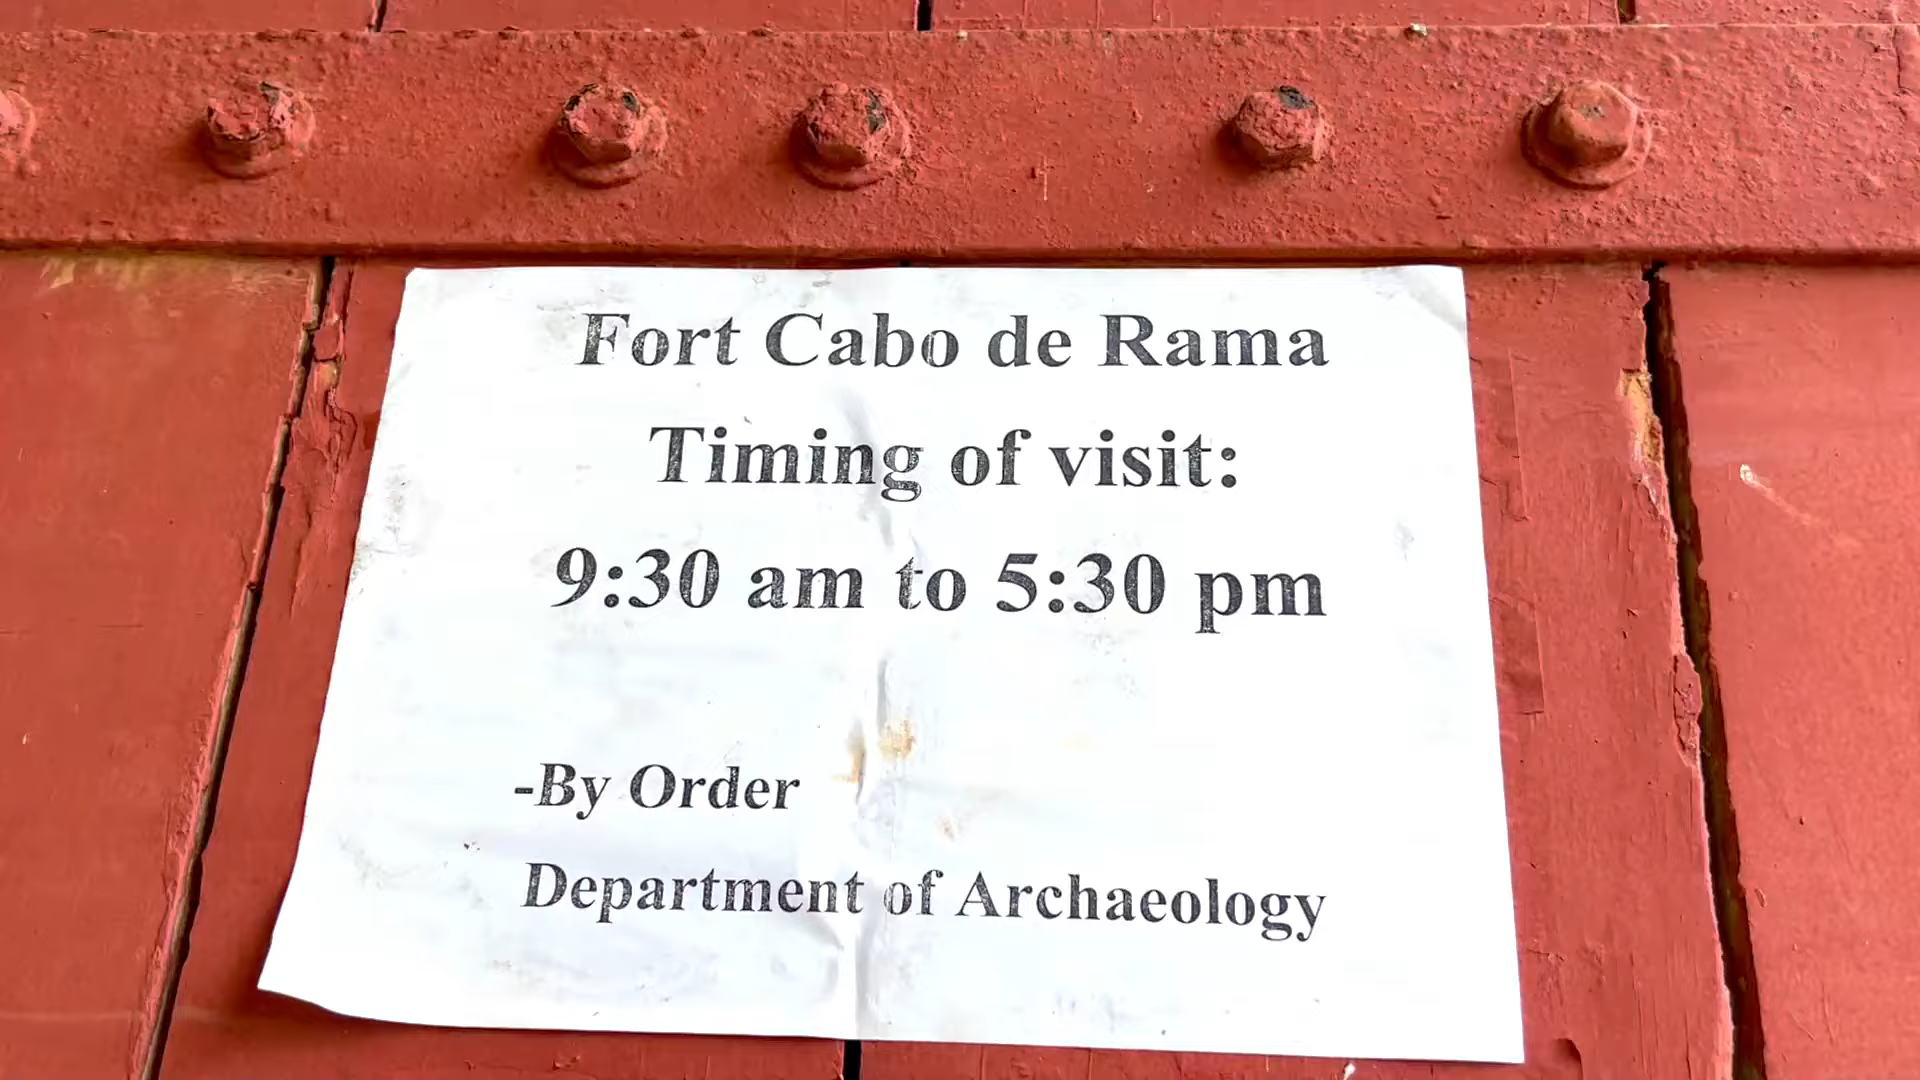 Fort Cabo de Rama
Timing of visit:
9:30 am to 5:30 pm
-By Order
Department of Archaeology